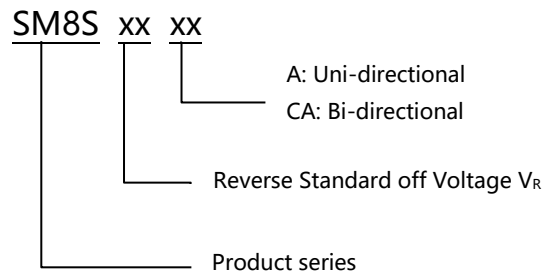 SM8S xx xx
A: Uni-directional
CA: Bi-directional
Reverse Standard off Voltage VR
Product series